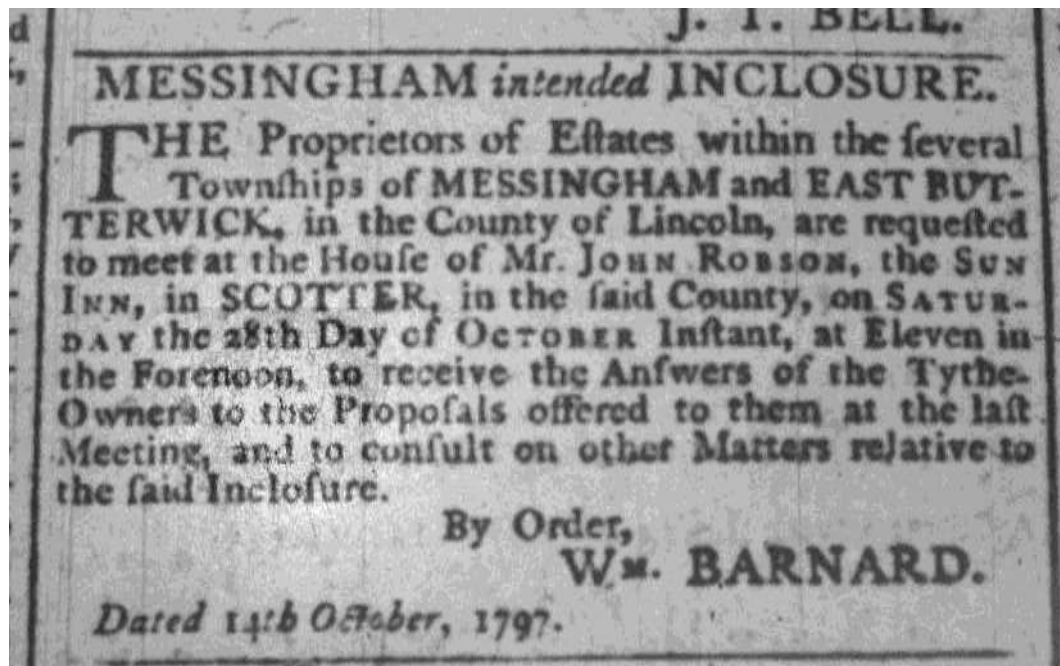 J. T. BELL.
MESSINGHAM intended INCLOSURE.
THE Proprietors of Eſtates within the ſeveral
Townſhips of MESSINGHAM and EAST BUT-
TERWICK, in the County of Lincoln, are requeſted
to meet at the Houſe of Mr. JOHN ROBSON, the SUN
INN, in SCOTTER, in the ſaid County, on SATUR-
DAY the 28th Day of OCTOBER Inſtant, at Eleven in
the Forenoon, to receive the Anſwers of the Tythe-
Owners to the Propoſals offered to them at the laſt
Meeting, and to conſult on other Matters relative to
the ſaid Incloſure.
By Order,
WM. BARNARD.
Dated 14th October, 1797.